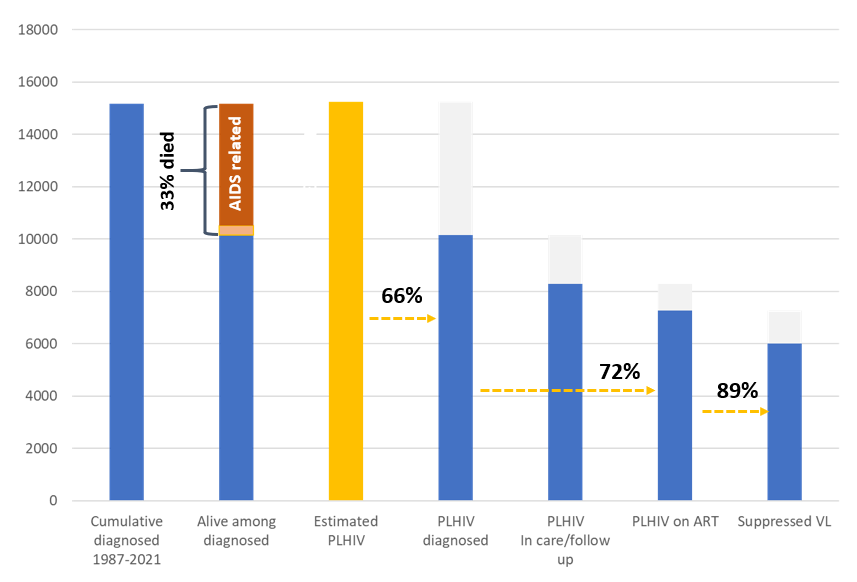 18000
16000
14000
12000
10000
8000
6000
4000
2000
0
33% died
AIDS related
66%
72%
89%
Cumulative
diagnosed
1987-2021
Alive among
diagnosed
Estimated
PLHIV
PLHIV
diagnosed
PLHIV
In care/follow
up
PLHIV on ART
Suppressed VL